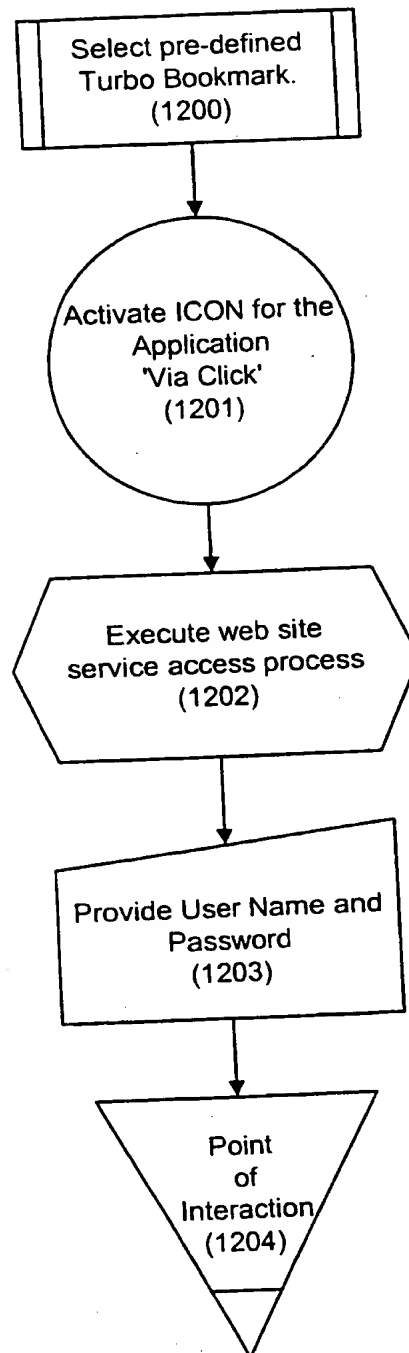 Select pre-defined
Turbo Bookmark.
(1200)
Activate ICON for the
Application
'Via Click'
(1201)
Execute web site
service access process
(1202)
Provide User Name and
Password
(1203)
Point
of
Interaction
(1204)